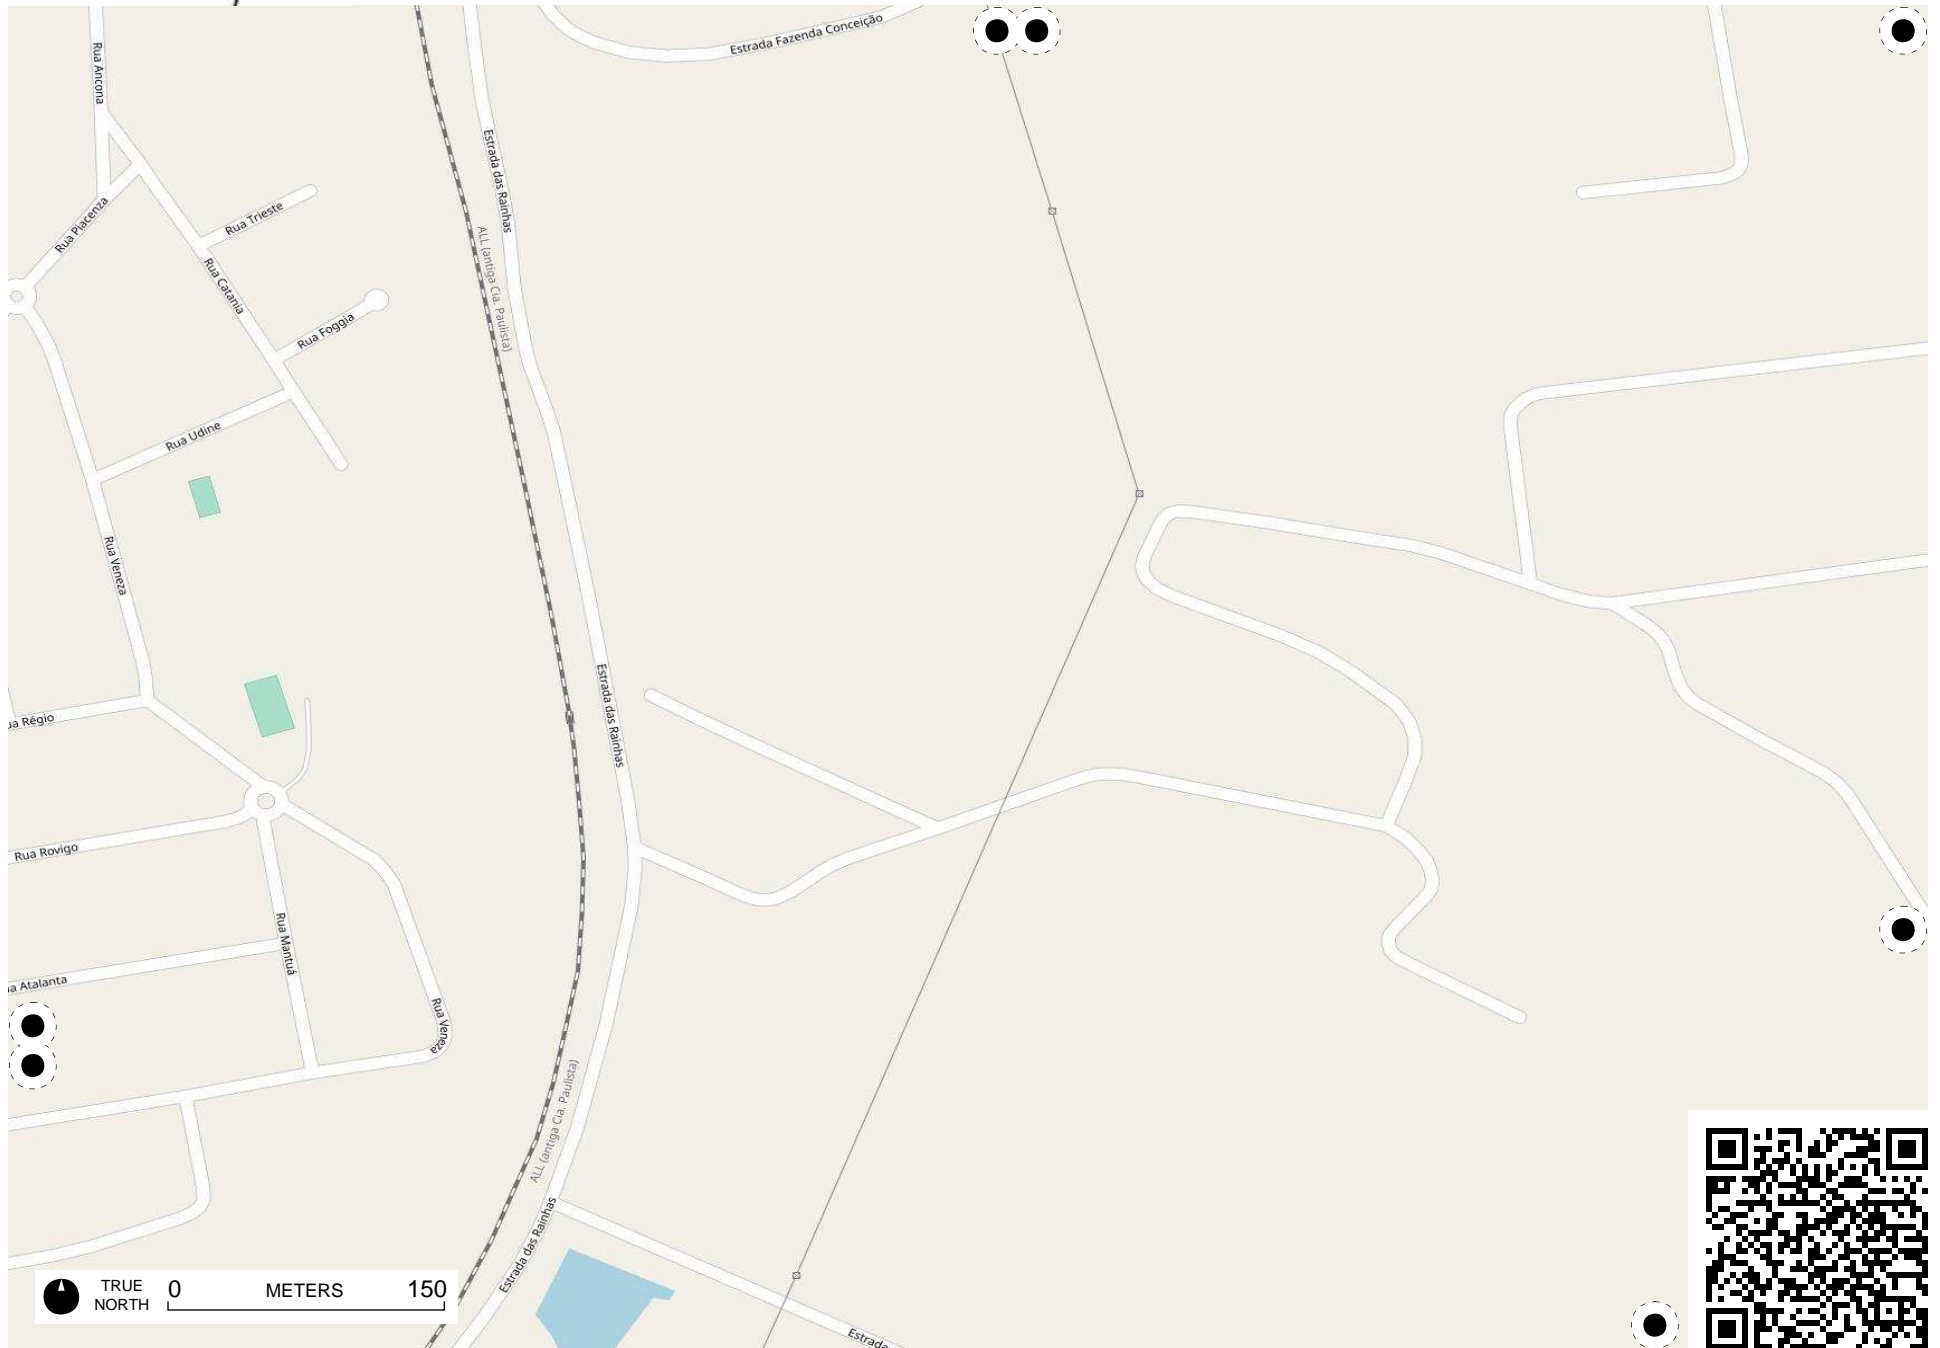 Estrada Fazenda Conceição
Rua Ancona
Estrada das Rainhas
Rua Piacenza
Rua Trieste
ALL (antiga Cia. Paulista)
Rua Catania
Rua Foggia
Rua Udine
Rua Veneza
Estrada das Rainhas
ua Régio
Rua Rovigo
Rua Mantuá
ua Atalanta
Rua Veneza
ALL (antiga Cia. Paulista)
Estrada das Rainhas
TRUE NORTH
0 METERS 150
Estrada